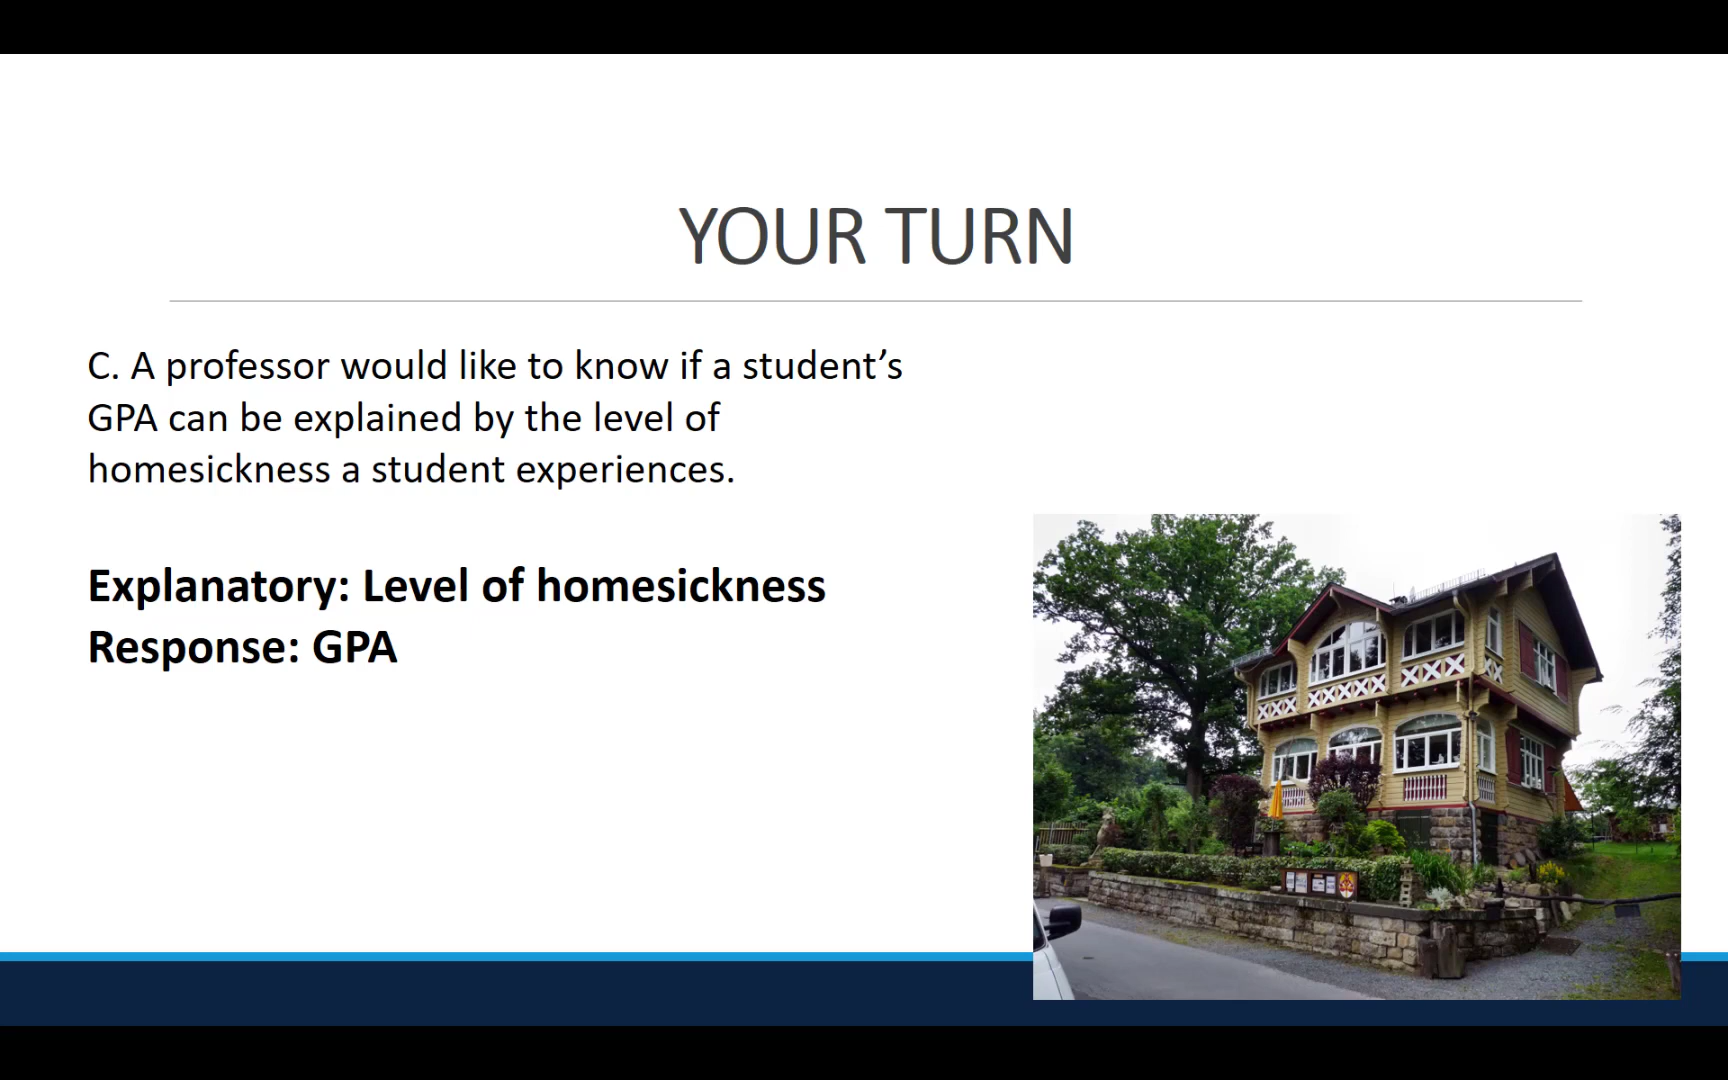 YOUR TURN
C. A professor would like to know if a student’s
GPA can be explained by the level of
homesickness a student experiences.
Explanatory: Level of homesickness
Response: GPA